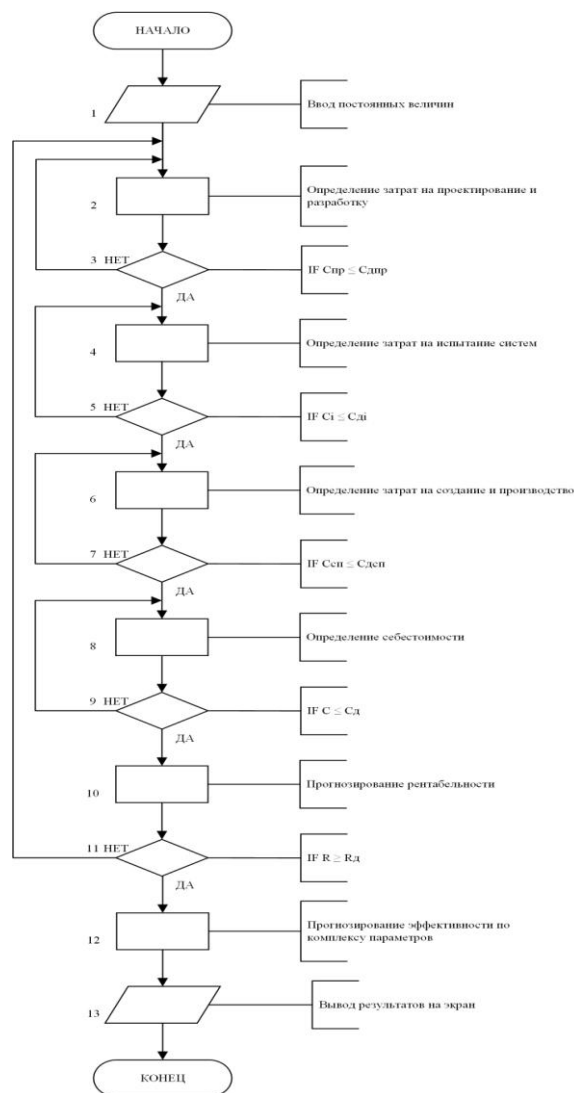 НАЧАЛО
1
Ввод постоянных величин
2
Определение затрат на проектирование и
разработку
3 НЕТ
IF Спр ≤ Сдпр
ДА
4
Определение затрат на испытание систем
5 НЕТ
IF Ci ≤ Сдi
ДА
6
Определение затрат на создание и производство
7 НЕТ
IF Ссп ≤ Сдсп
ДА
8
Определение себестоимости
9 НЕТ
IF С ≤ Сд
ДА
10
Прогнозирование рентабельности
11 НЕТ
IF R ≥ Rд
ДА
12
Прогнозирование эффективности по
комплексу параметров
13
Вывод результатов на экран
КОНЕЦ